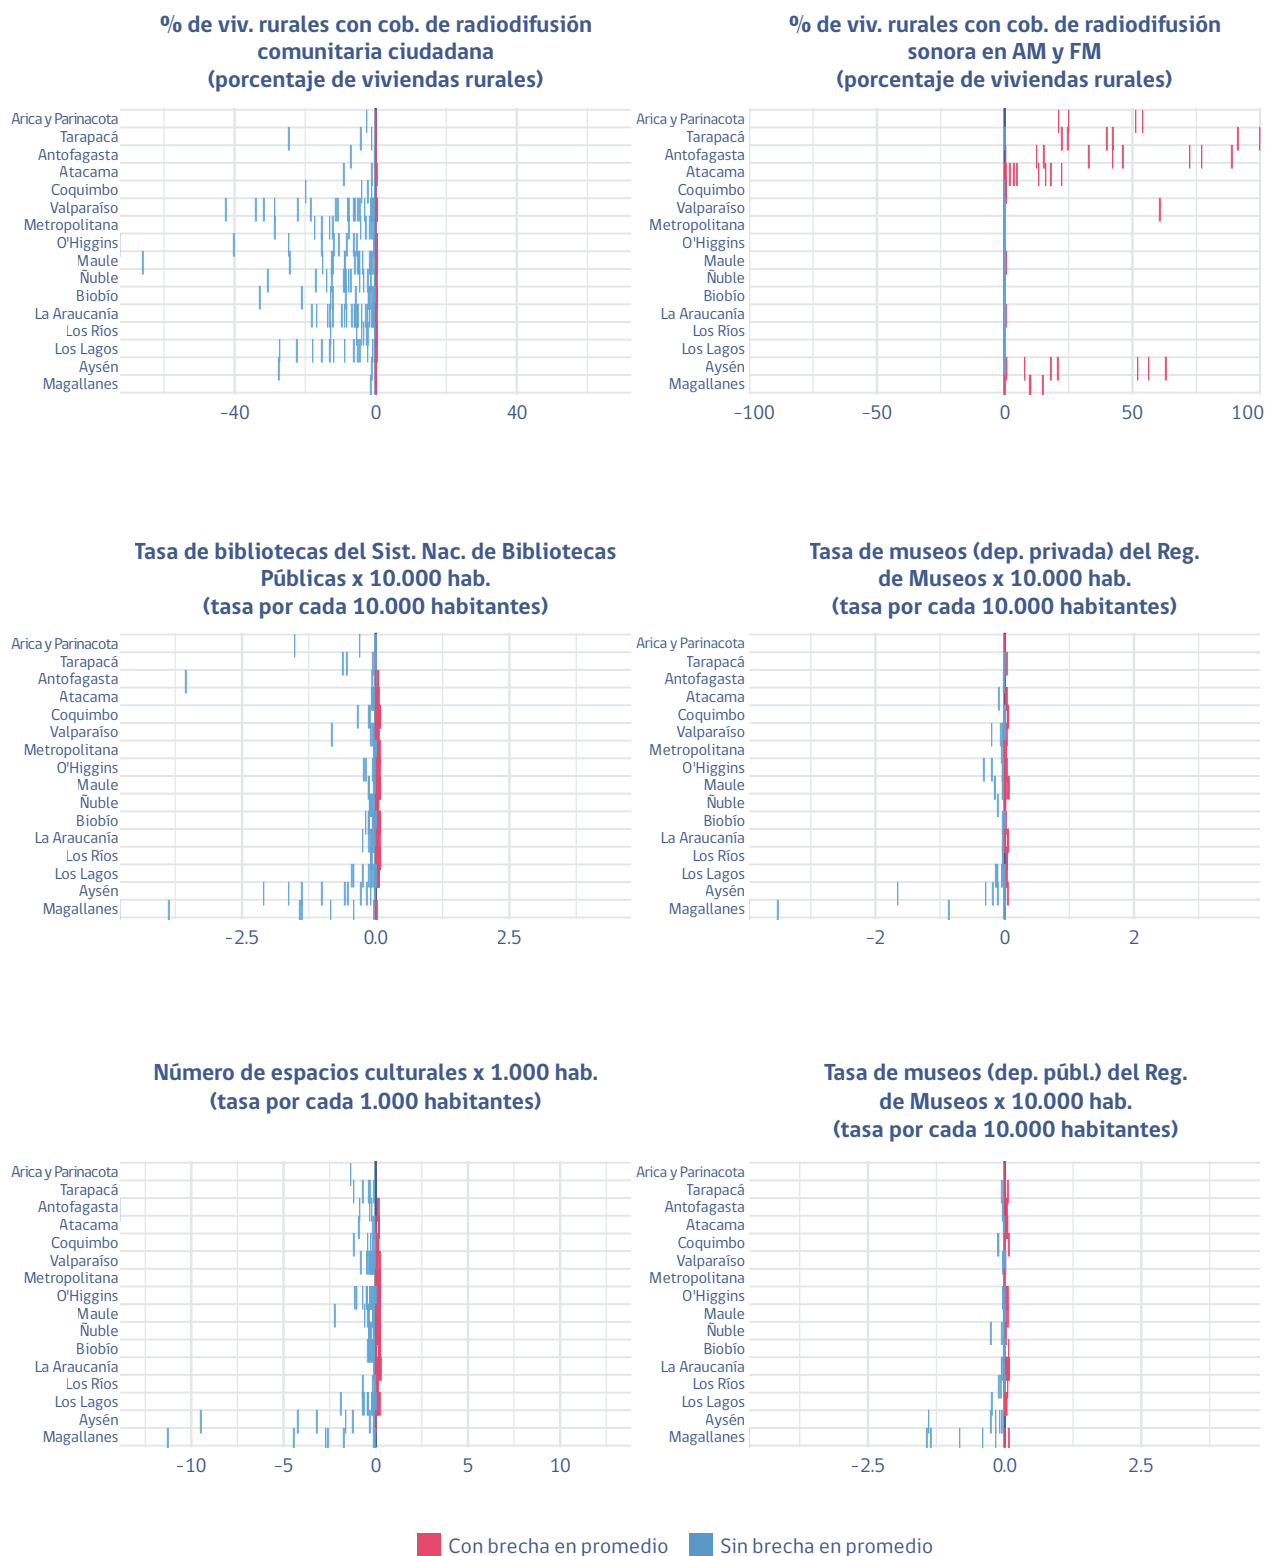 % de viv. rurales con cob. de radiodifusión
comunitaria ciudadana
(porcentaje de viviendas rurales)
Arica y Parinacota
Tarapacá
Antofagasta
Atacama
Coquimbo
Valparaíso
Metropolitana
O'Higgins
Maule
Ñuble
Biobío
La Araucanía
Los Ríos
Los Lagos
Aysén
Magallanes
-40 0 40
% de viv. rurales con cob. de radiodifusión
sonora en AM y FM
(porcentaje de viviendas rurales)
Arica y Parinacota
Tarapacá
Antofagasta
Atacama
Coquimbo
Valparaíso
Metropolitana
O'Higgins
Maule
Ñuble
Biobío
La Araucanía
Los Ríos
Los Lagos
Aysén
Magallanes
-100 -50 0 50 100
Tasa de bibliotecas del Sist. Nac. de Bibliotecas
Públicas x 10.000 hab.
(tasa por cada 10.000 habitantes)
Arica y Parinacota
Tarapacá
Antofagasta
Atacama
Coquimbo
Valparaíso
Metropolitana
O'Higgins
Maule
Ñuble
Biobío
La Araucanía
Los Ríos
Los Lagos
Aysén
Magallanes
-2.5 0.0 2.5
Tasa de museos (dep. privada) del Reg.
de Museos x 10.000 hab.
(tasa por cada 10.000 habitantes)
Arica y Parinacota
Tarapacá
Antofagasta
Atacama
Coquimbo
Valparaíso
Metropolitana
O'Higgins
Maule
Ñuble
Biobío
La Araucanía
Los Ríos
Los Lagos
Aysén
Magallanes
-2 0 2
Número de espacios culturales x 1.000 hab.
(tasa por cada 1.000 habitantes)
Arica y Parinacota
Tarapacá
Antofagasta
Atacama
Coquimbo
Valparaíso
Metropolitana
O'Higgins
Maule
Ñuble
Biobío
La Araucanía
Los Ríos
Los Lagos
Aysén
Magallanes
-10 -5 0 5 10
Tasa de museos (dep. públ.) del Reg.
de Museos x 10.000 hab.
(tasa por cada 10.000 habitantes)
Arica y Parinacota
Tarapacá
Antofagasta
Atacama
Coquimbo
Valparaíso
Metropolitana
O'Higgins
Maule
Ñuble
Biobío
La Araucanía
Los Ríos
Los Lagos
Aysén
Magallanes
-2.5 0.0 2.5
Con brecha en promedio Sin brecha en promedio